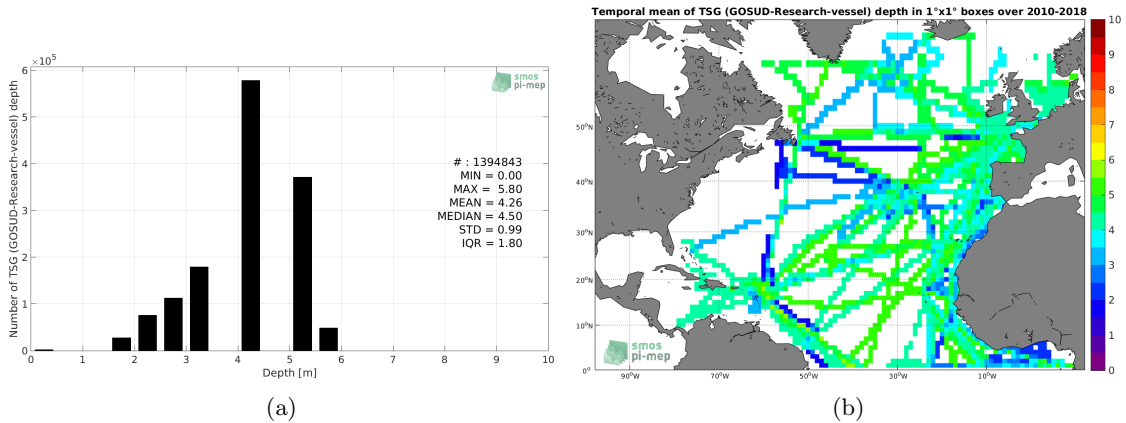 ×10⁵
6
5
4
3
2
1
0
Number of TSG (GOSUD-Research-vessel) depth
smos
pi-mep
# : 1394843
MIN = 0.00
MAX = 5.80
MEAN = 4.26
MEDIAN = 4.50
STD = 0.99
IQR = 1.80
0 1 2 3 4 5 6 7 8 9 10
Depth [m]
(a)
Temporal mean of TSG (GOSUD-Research-vessel) depth in 1°x1° boxes over 2010-2018
50°N
40°N
30°N
20°N
10°N
0°
90°W 70°W 50°W 30°W 10°W
smos
pi-mep
10
9
8
7
6
5
4
3
2
1
0
(b)